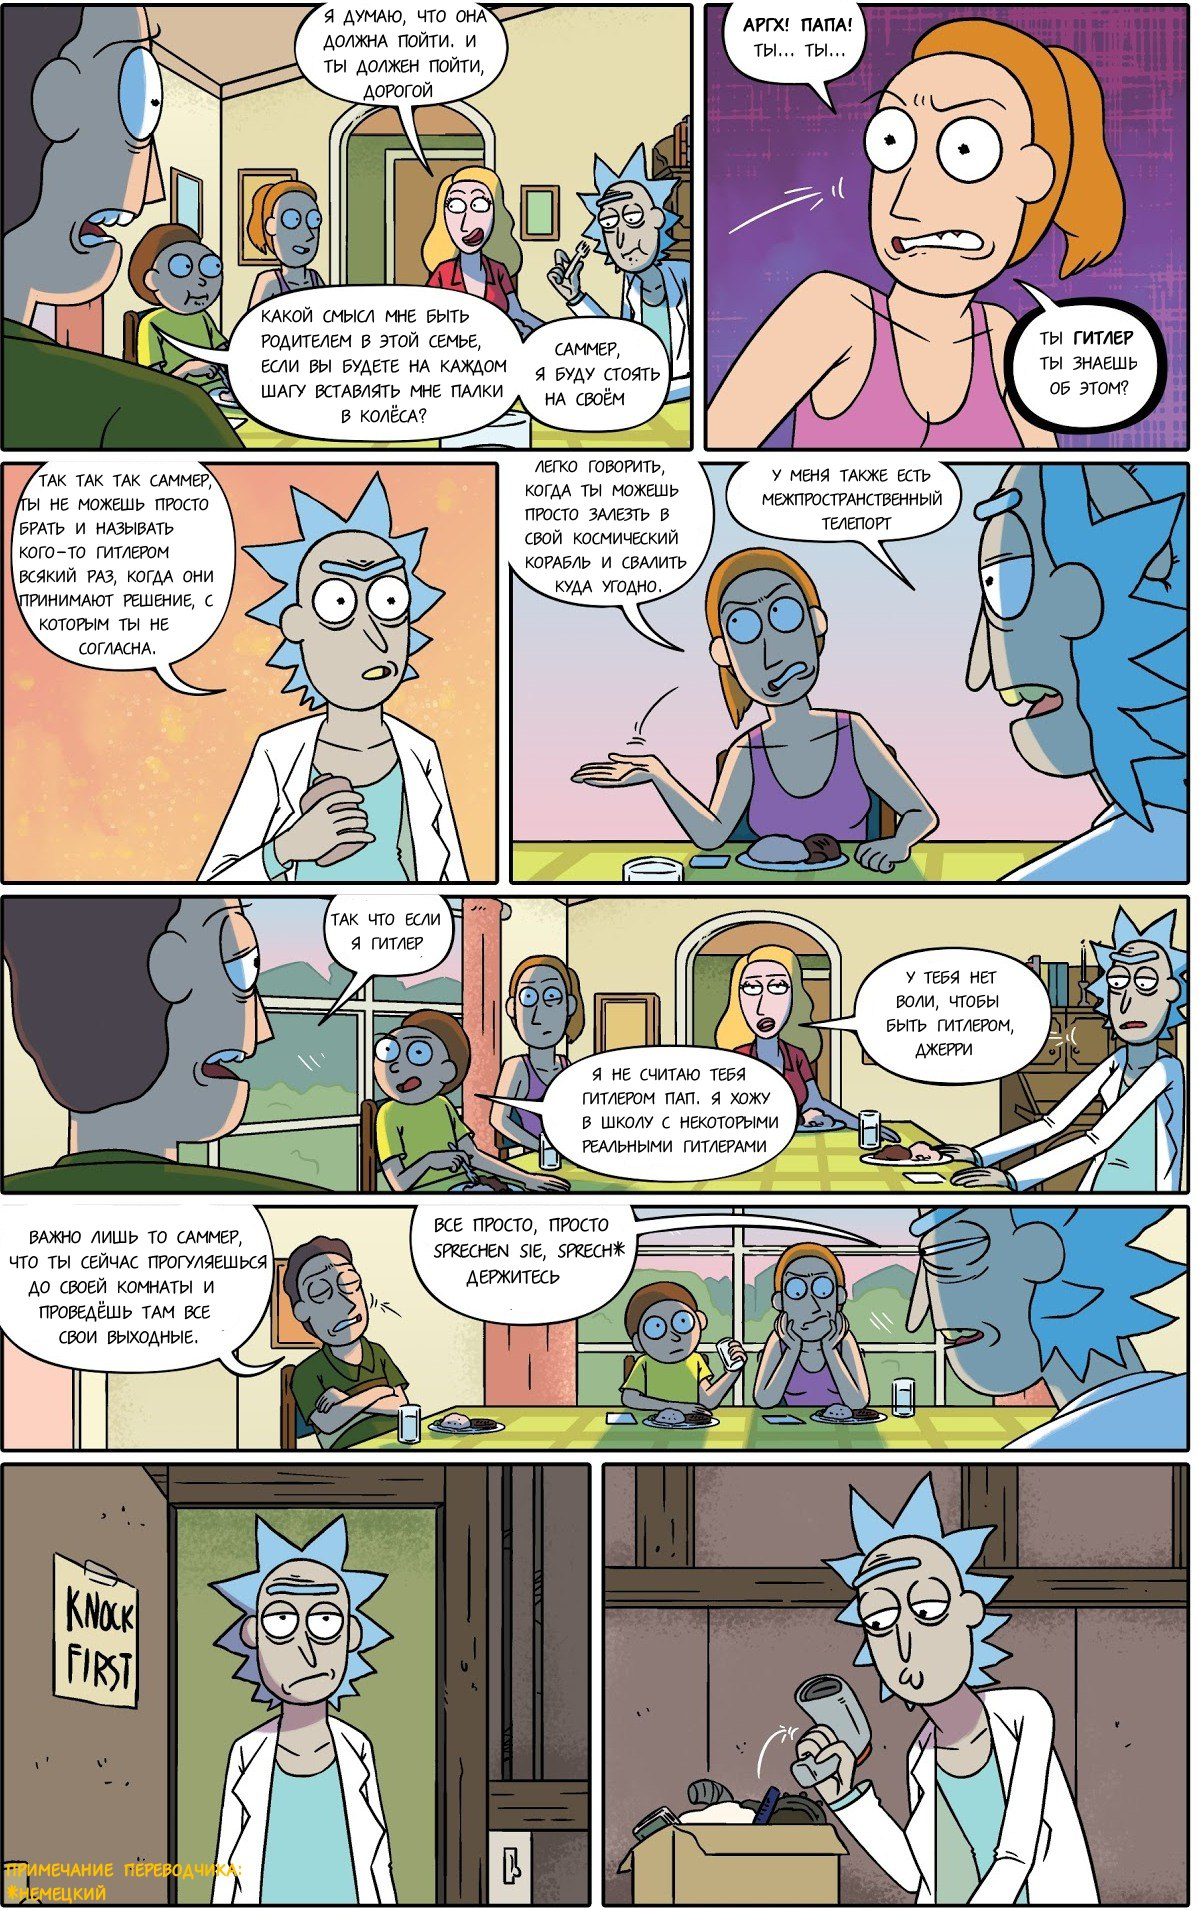 Я ДУМАЮ, ЧТО ОНА
ДОЛЖНА ПОЙТИ. И
ТЫ ДОЛЖЕН ПОЙТИ,
ДОРОГОЙ
КАКОЙ СМЫСЛ МНЕ БЫТЬ
РОДИТЕЛЕМ В ЭТОЙ СЕМЬЕ,
ЕСЛИ ВЫ БУДЕТЕ НА КАЖДОМ
ШАГУ ВСТАВЛЯТЬ МНЕ ПАЛКИ
В КОЛЁСА?
САММЕР,
Я БУДУ СТОЯТЬ
НА СВОЁМ
АРГХ! ПАПА!
ТЫ... ТЫ...
ТЫ ГИТЛЕР
ТЫ ЗНАЕШЬ
ОБ ЭТОМ?
ТАК ТАК ТАК САММЕР,
ТЫ НЕ МОЖЕШЬ ПРОСТО
БРАТЬ И НАЗЫВАТЬ
КОГО-ТО ГИТЛЕРОМ
ВСЯКИЙ РАЗ, КОГДА ОНИ
ПРИНИМАЮТ РЕШЕНИЕ, С
КОТОРЫМ ТЫ НЕ
СОГЛАСНА.
ЛЕГКО ГОВОРИТЬ,
КОГДА ТЫ МОЖЕШЬ
ПРОСТО ЗАЛЕЗТЬ В
СВОЙ КОСМИЧЕСКИЙ
КОРАБЛЬ И СВАЛИТЬ
КУДА УГОДНО.
У МЕНЯ ТАКЖЕ ЕСТЬ
МЕЖПРОСТРАНСТВЕННЫЙ
ТЕЛЕПОРТ
ТАК ЧТО ЕСЛИ
Я ГИТЛЕР
Я НЕ СЧИТАЮ ТЕБЯ
ГИТЛЕРОМ ПАП. Я ХОЖУ
В ШКОЛУ С НЕКОТОРЫМИ
РЕАЛЬНЫМИ ГИТЛЕРАМИ
У ТЕБЯ НЕТ
ВОЛИ, ЧТОБЫ
БЫТЬ ГИТЛЕРОМ,
ДЖЕРРИ
ВАЖНО ЛИШЬ ТО САММЕР,
ЧТО ТЫ СЕЙЧАС ПРОГУЛЯЕШЬСЯ
ДО СВОЕЙ КОМНАТЫ И
ПРОВЕДЁШЬ ТАМ ВСЕ
СВОИ ВЫХОДНЫЕ.
ВСЕ ПРОСТО, ПРОСТО
SPRECHEN SIE, SPRECH*
ДЕРЖИТЕСЬ
KNOCK
FIRST
ПРИМЕЧАНИЕ ПЕРЕВОДЧИКА:
*НЕМЕЦКИЙ